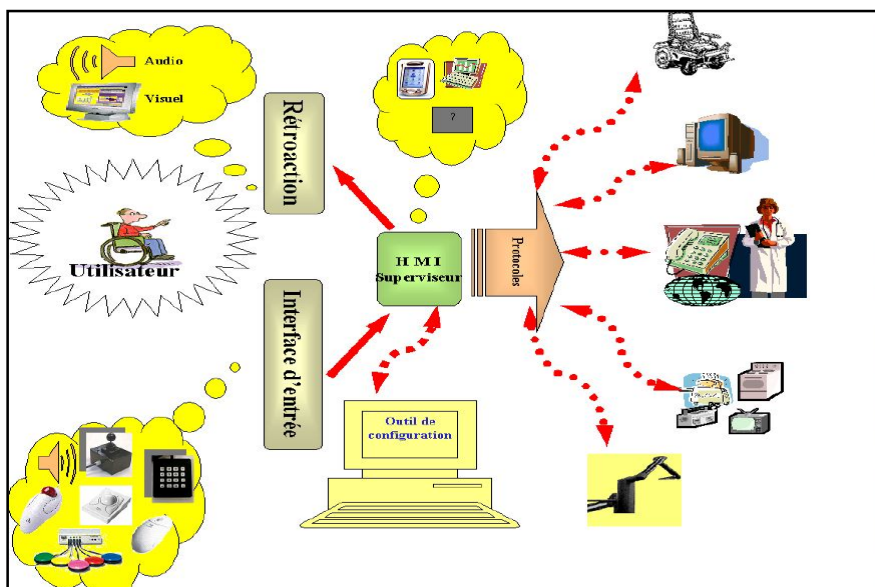 Audio
Visuel
Rétroaction
?
Utilisateur
H M I
Superviseur
Protocoles
Interface d'entrée
Outil de
configuration